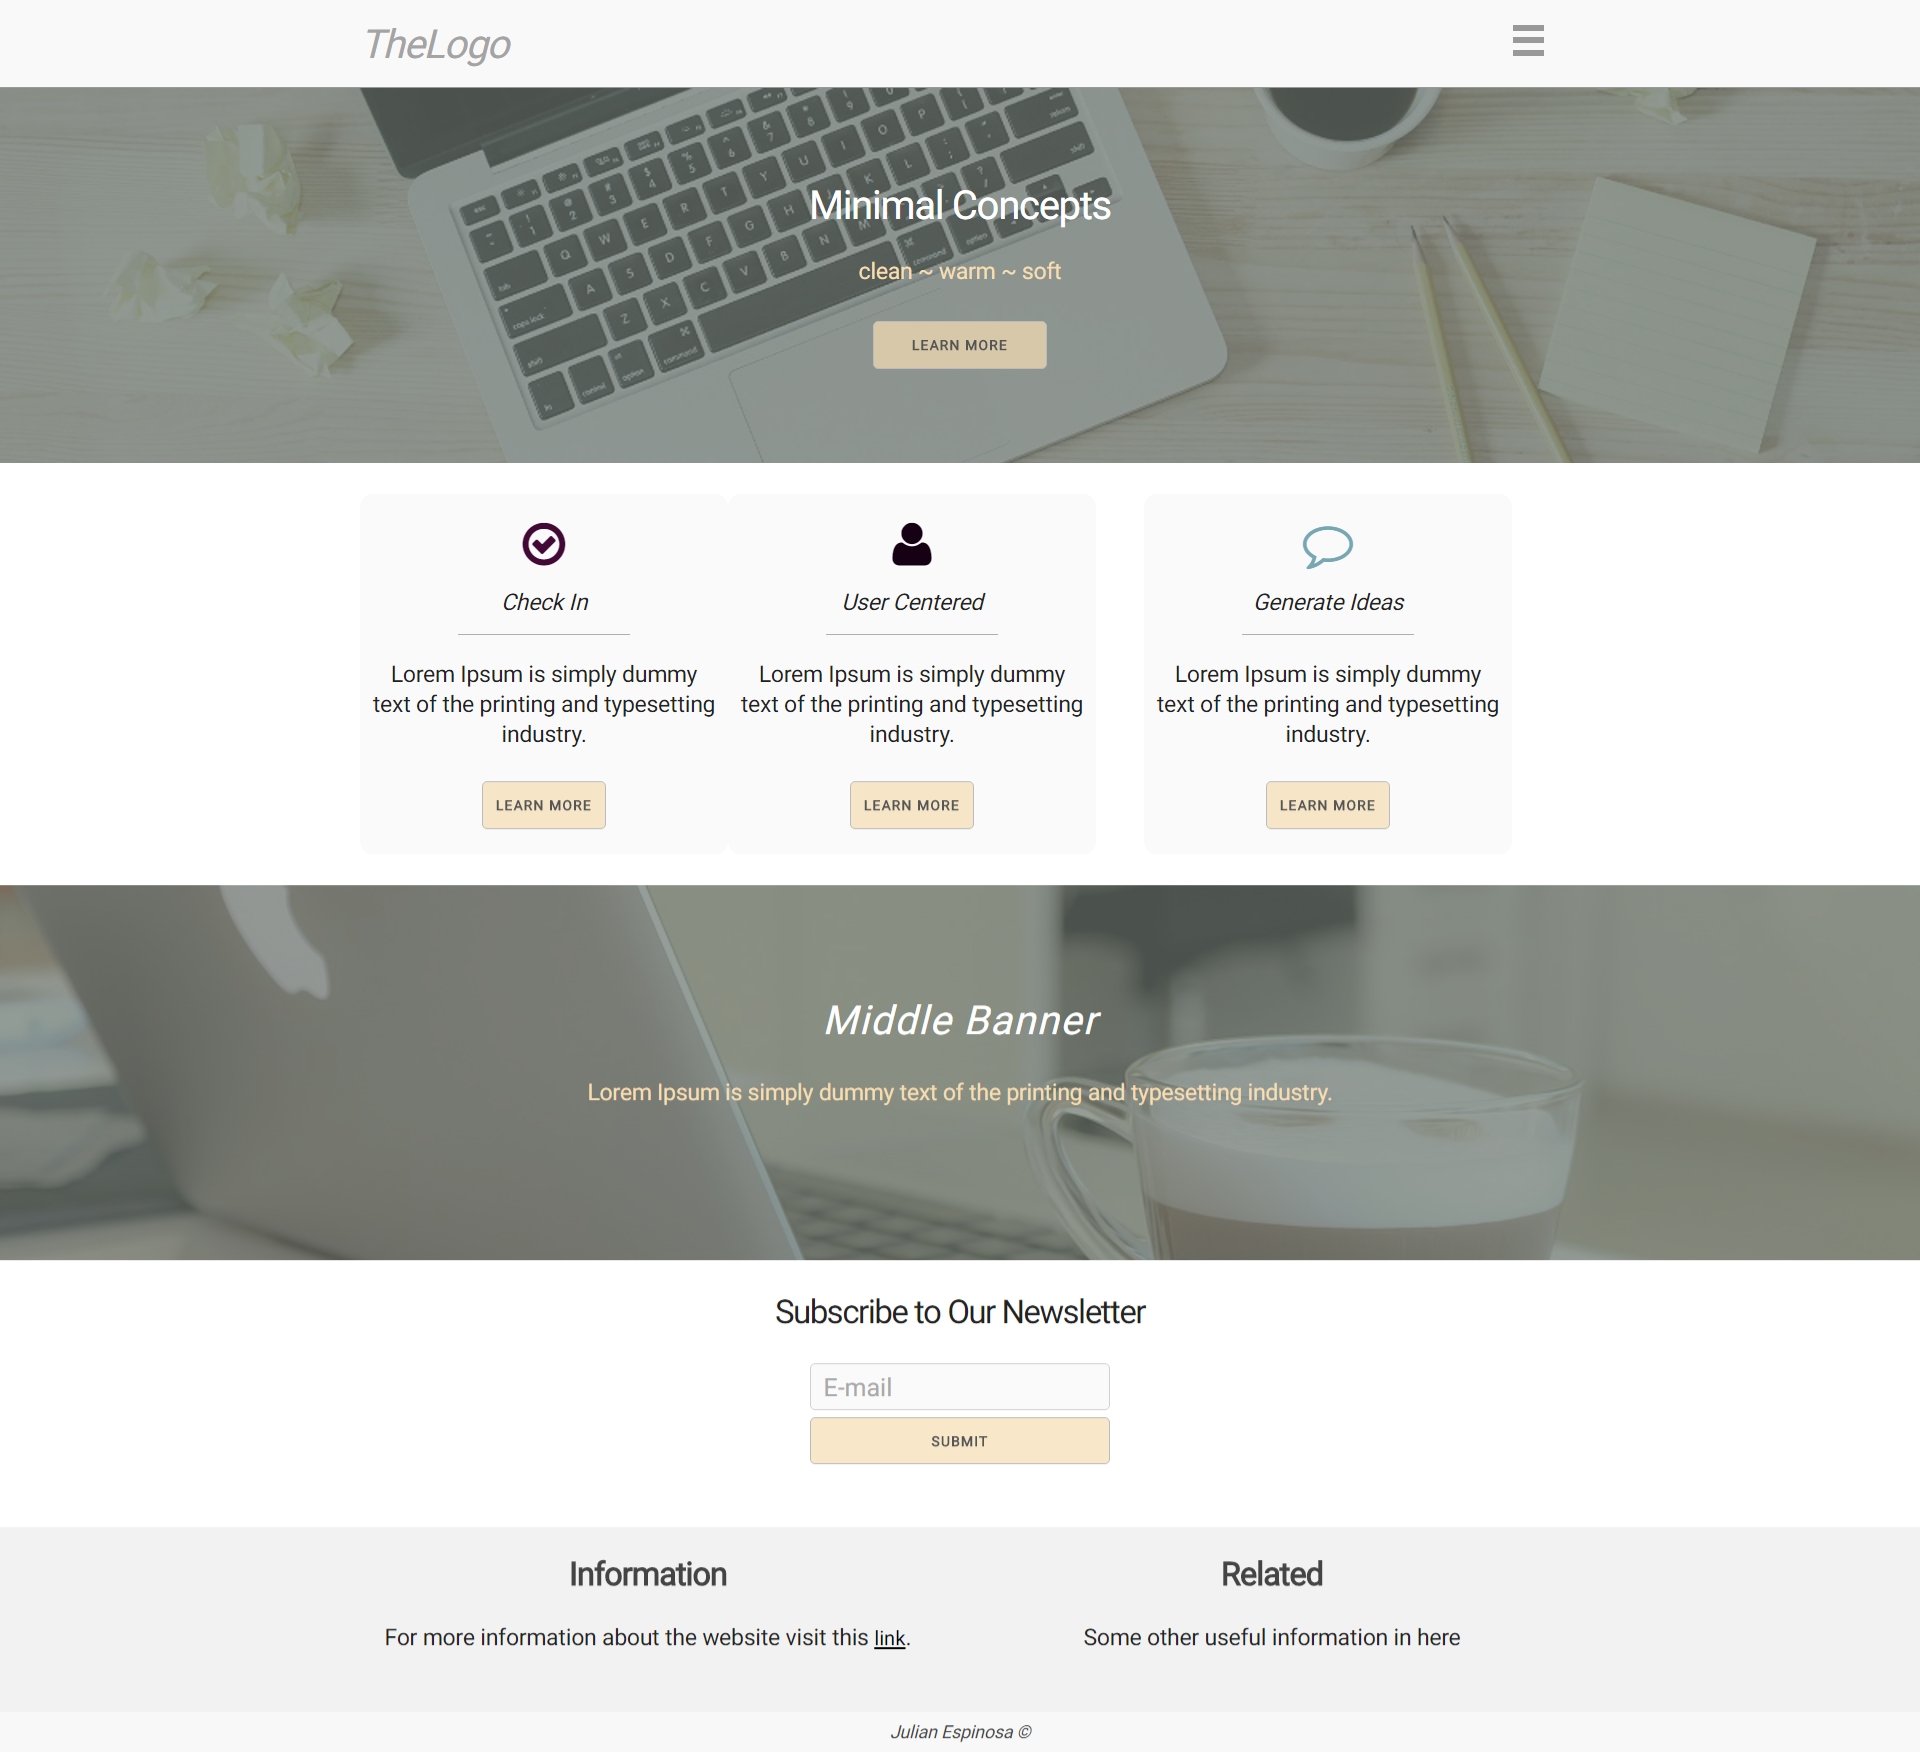 TheLogo
Minimal Concepts
clean ~ warm ~ soft
LEARN MORE
Check In
Lorem Ipsum is simply dummy
text of the printing and typesetting
industry.
LEARN MORE
User Centered
Lorem Ipsum is simply dummy
text of the printing and typesetting
industry.
LEARN MORE
Generate Ideas
Lorem Ipsum is simply dummy
text of the printing and typesetting
industry.
LEARN MORE
Middle Banner
Lorem Ipsum is simply dummy text of the printing and typesetting industry.
Subscribe to Our Newsletter
E-mail
SUBMIT
Information
For more information about the website visit this link.
Related
Some other useful information in here
Julian Espinosa ©